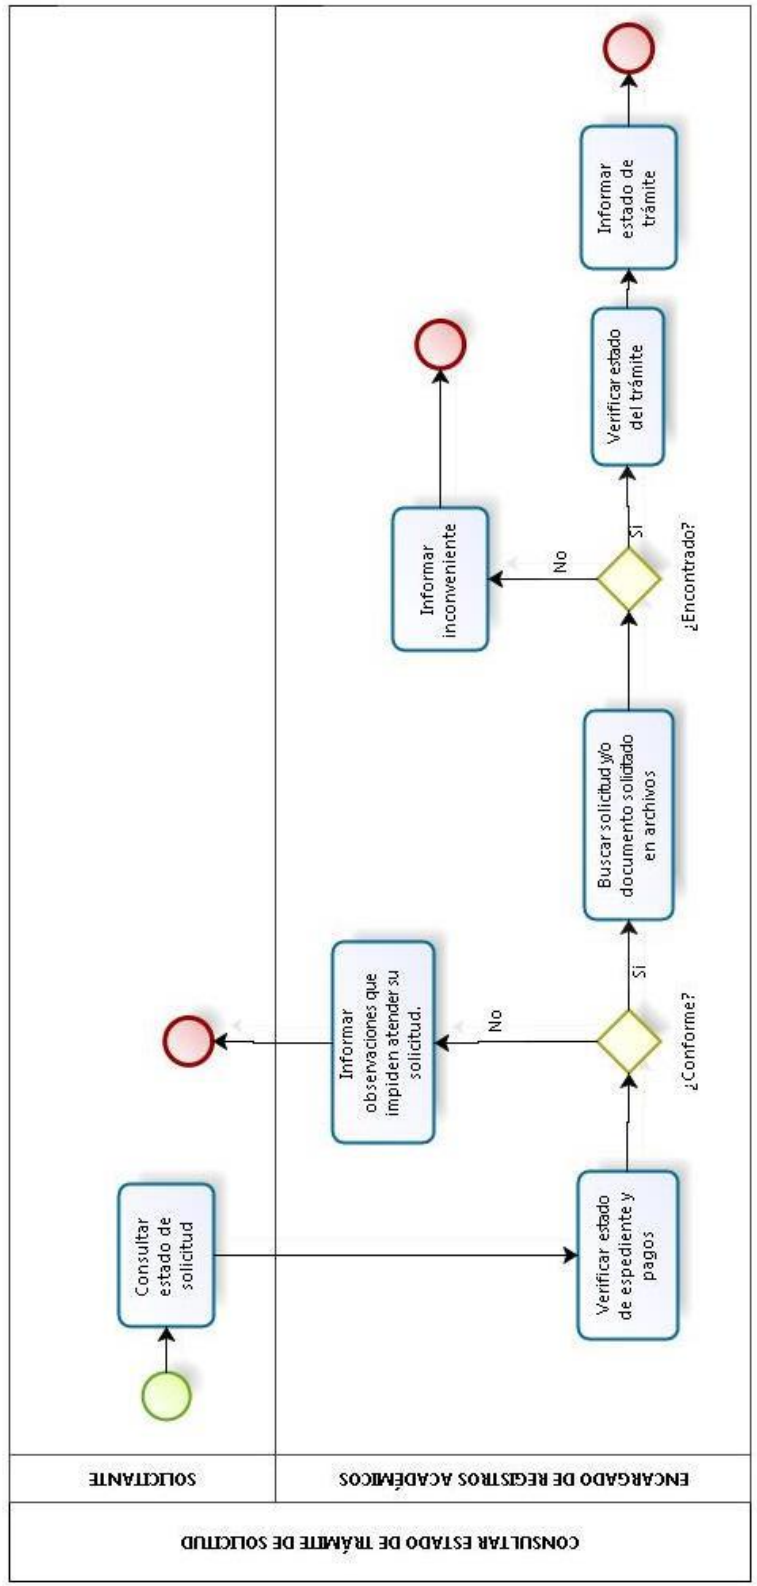 CONSULTAR ESTADO DE TRÁMITE DE SOLICITUD
SOLICITANTE
ENCARGADO DE REGISTROS ACADÉMICOS
Consultar
estado de
solicitud
Verificar estado
de espediente y
pagos
¿Conforme?
No
Informar
observaciones que
impiden atender su
solicitud.
Si
Buscar solicitud y/o
documento solicitado
en archivos
¿Encontrado?
No
Informar
inconveniente
Si
Verificar estado
del trámite
Informar
estado de
trámite